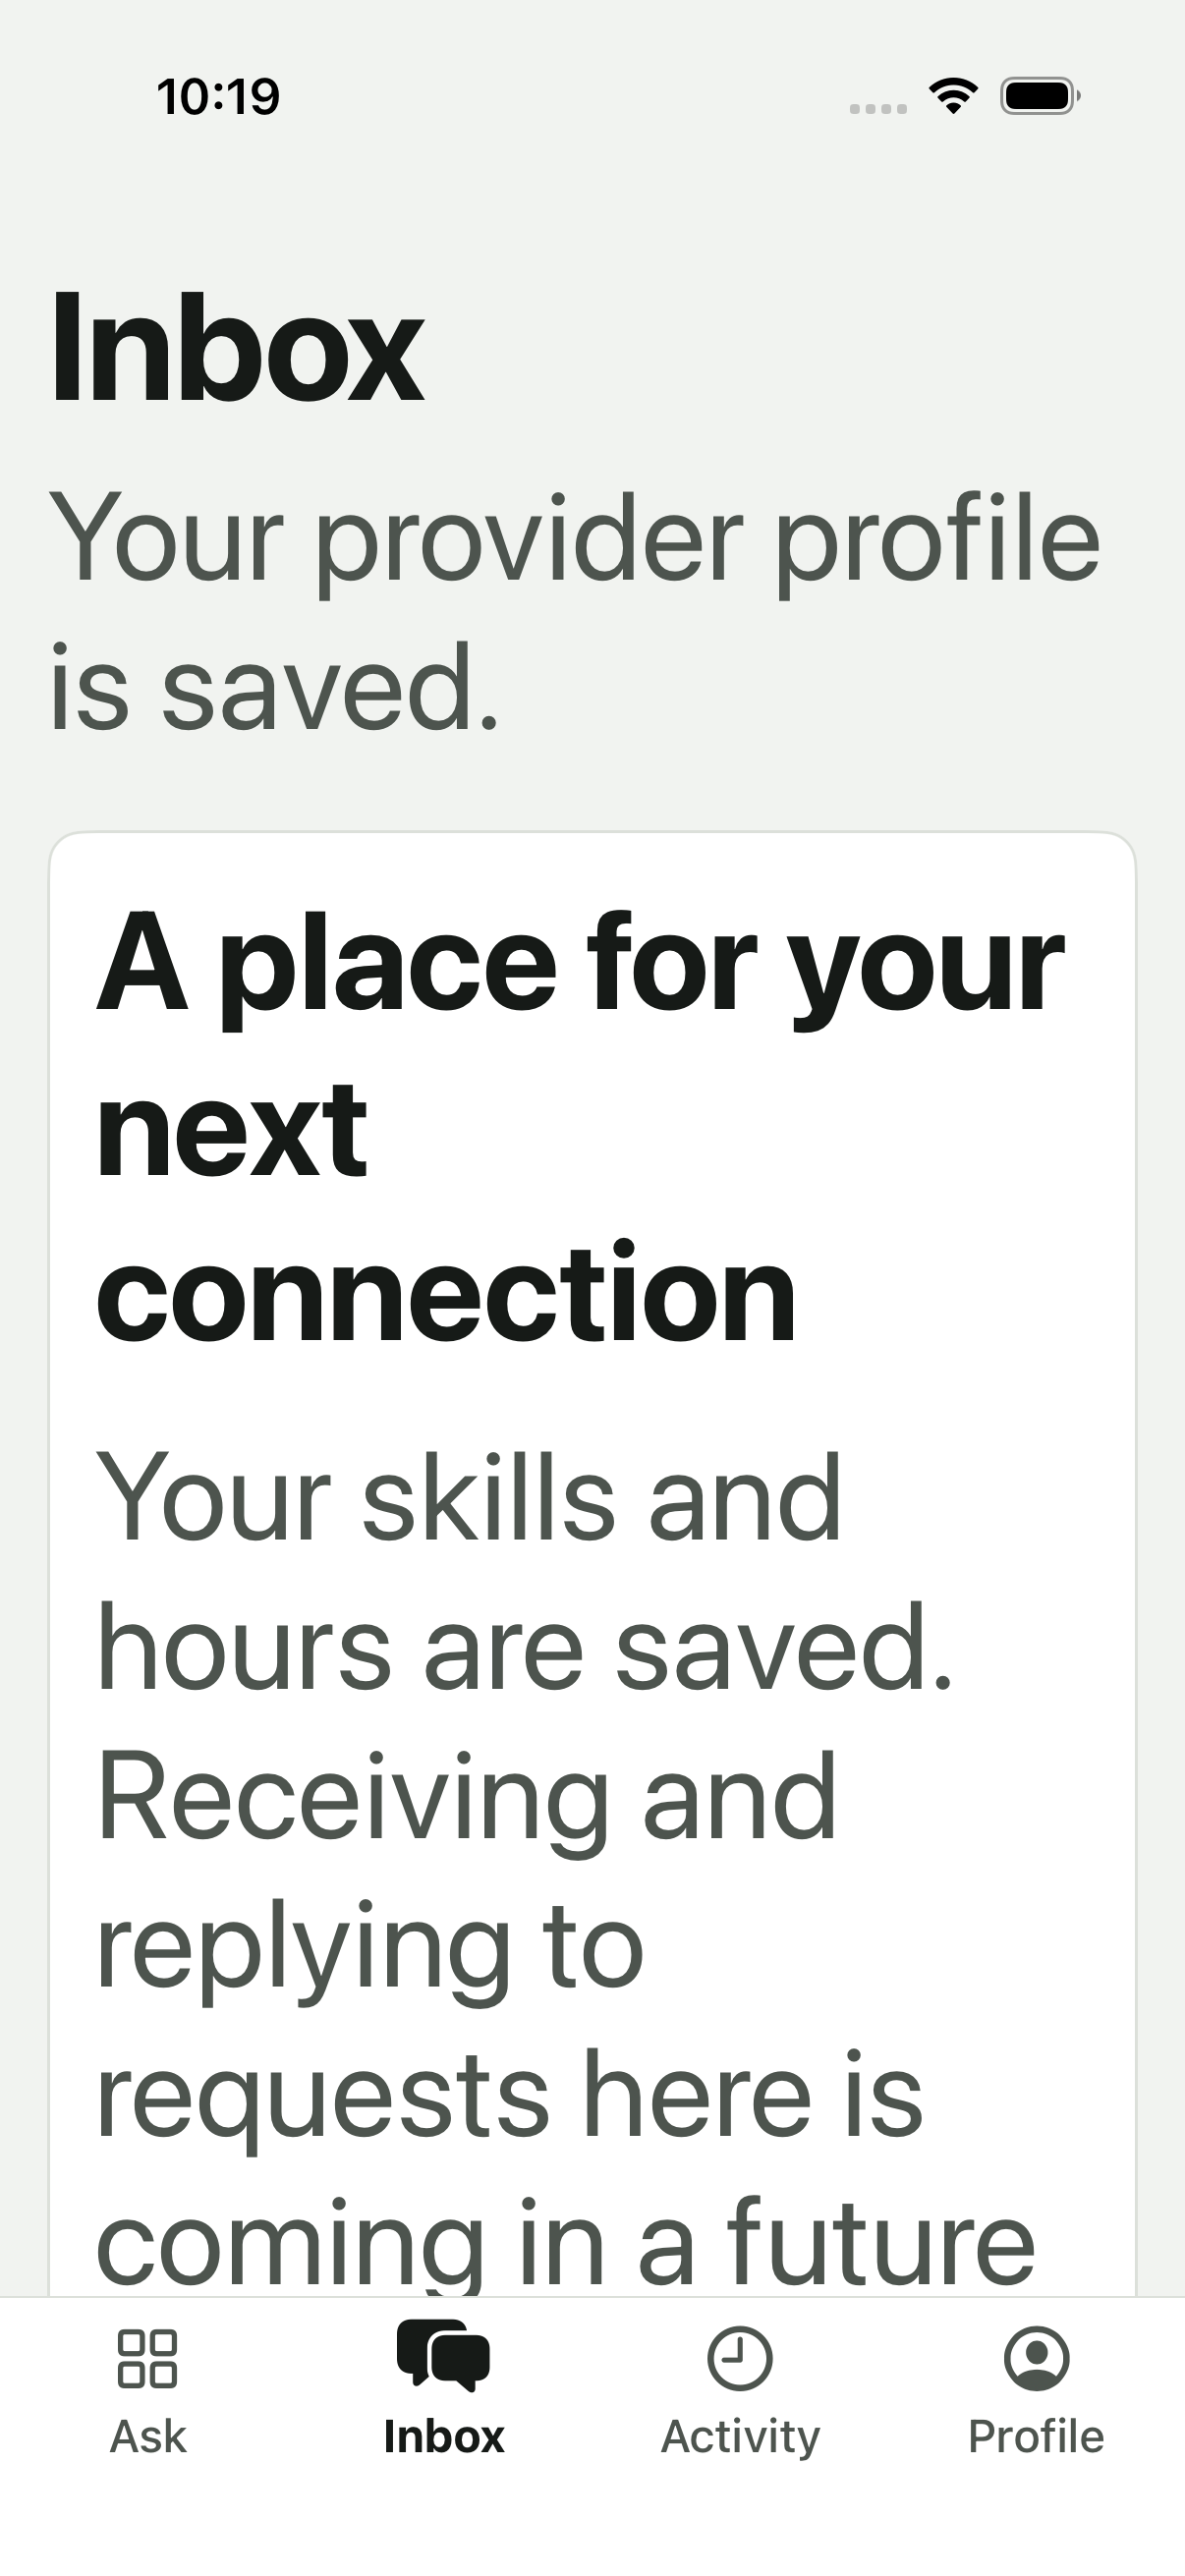 10:19
Inbox
Your provider profile
is saved.
A place for your
next
connection
Your skills and
hours are saved.
Receiving and
replying to
requests here is
coming in a future
Ask
Inbox
Activity
Profile